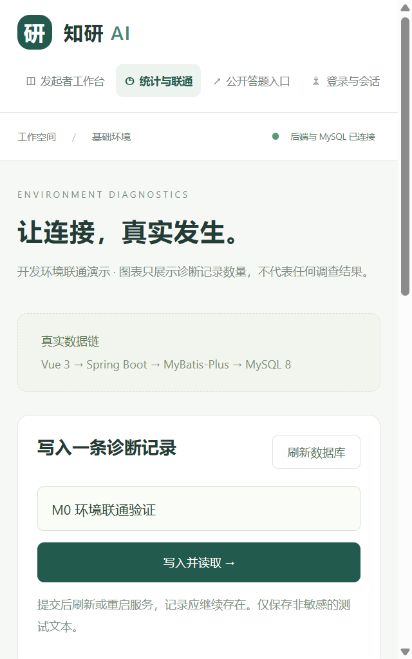 研 知研 AI
发起者工作台 统计与联通 公开答题入口 登录与会话
工作空间 / 基础环境 后端与 MySQL 已连接
ENVIRONMENT DIAGNOSTICS
让连接，真实发生。
开发环境联通演示 · 图表只展示诊断记录数量，不代表任何调查结果。
真实数据链
Vue 3 → Spring Boot → MyBatis-Plus → MySQL 8
写入一条诊断记录 刷新数据库
M0 环境联通验证
写入并读取 →
提交后刷新或重启服务，记录应继续存在。仅保存非敏感的测
试文本。